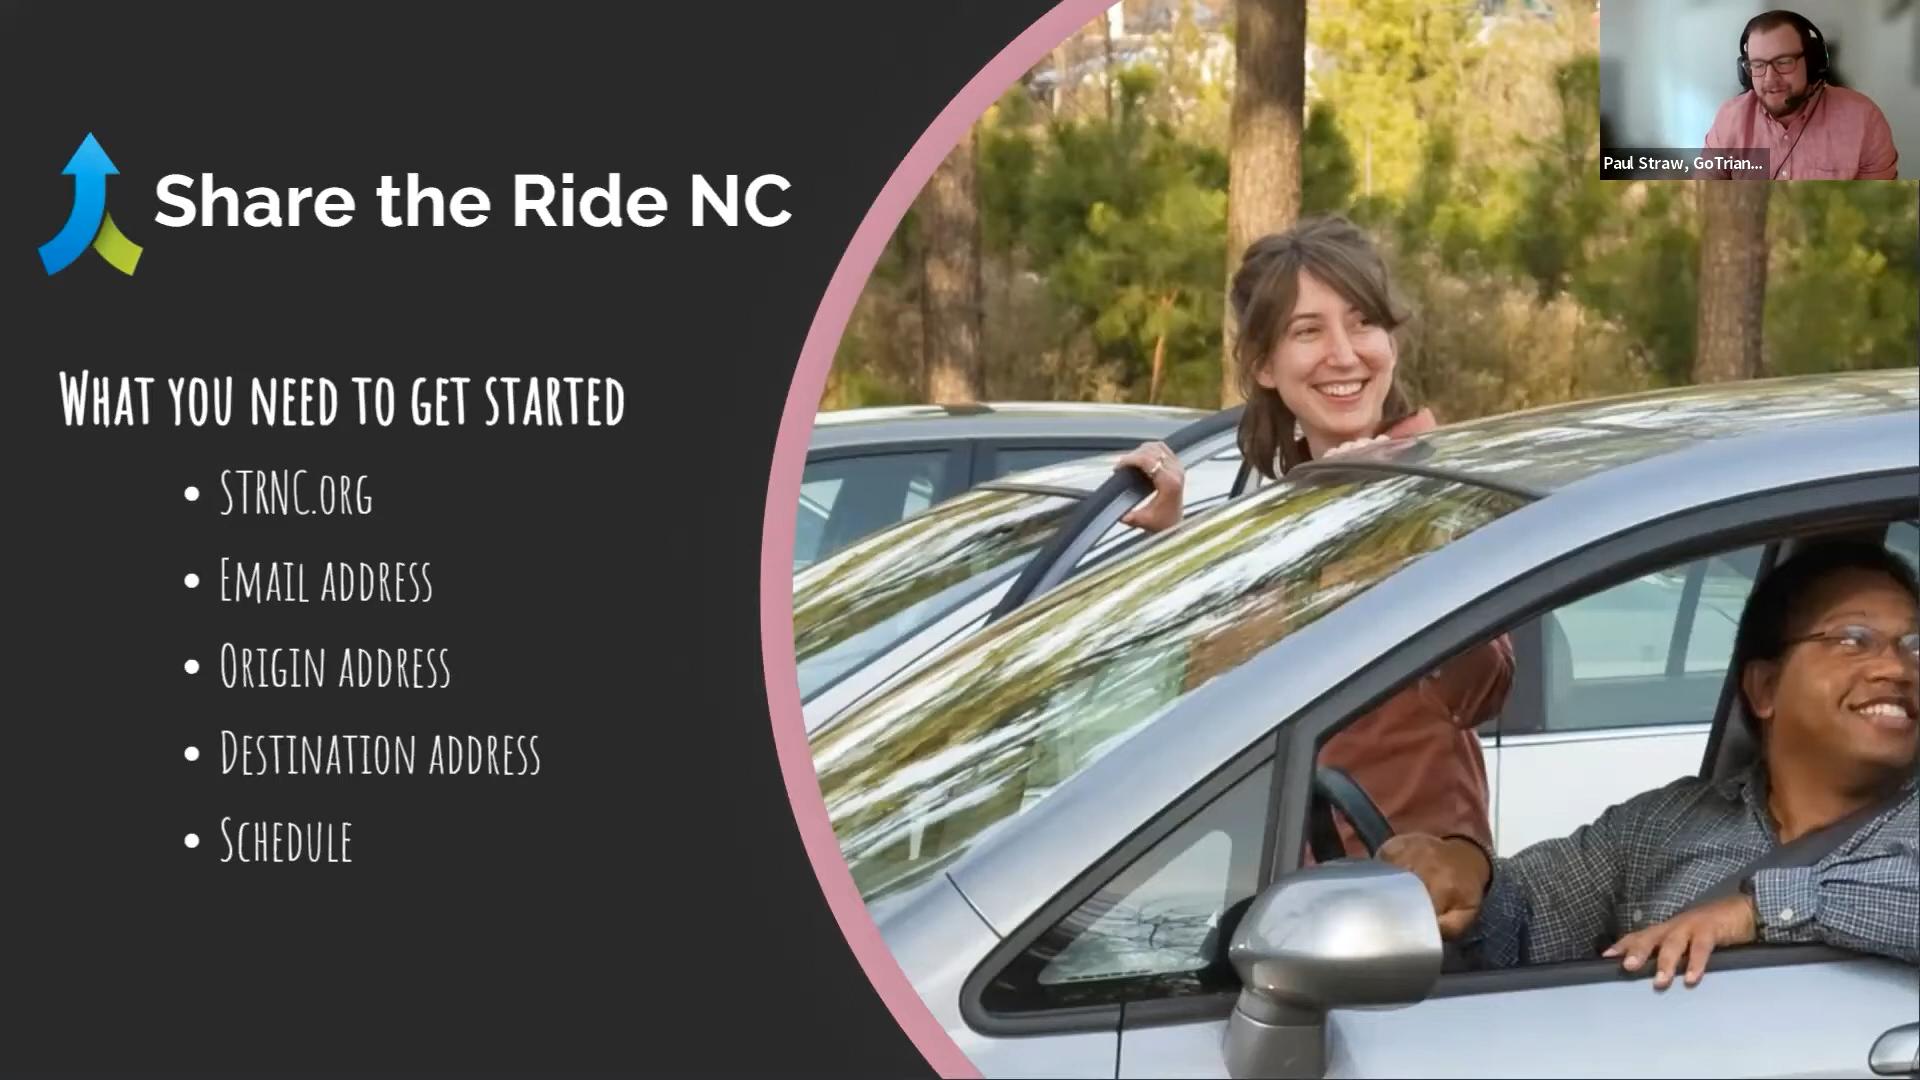 Share the Ride NC
What you need to get started
STRNC.org
Email address
Origin address
Destination address
Schedule
Paul Straw, GoTrian...